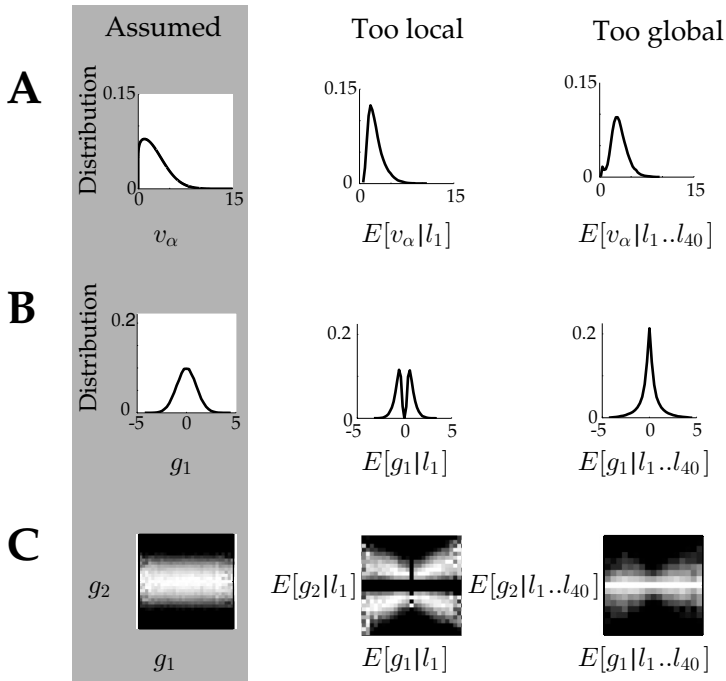 Assumed Too local Too global
A
Distribution
0.15
0
0 15
v_α
0.15
0
0 15
E[v_α|l_1]
0.15
0
0 15
E[v_α|l_1..l_40]
B
Distribution
0.2
0
-5 0 5
g_1
0.2
0
-5 0 5
E[g_1|l_1]
0.2
0
-5 0 5
E[g_1|l_1..l_40]
C
g_2
g_1
E[g_2|l_1]
E[g_1|l_1]
E[g_2|l_1..l_40]
E[g_1|l_1..l_40]